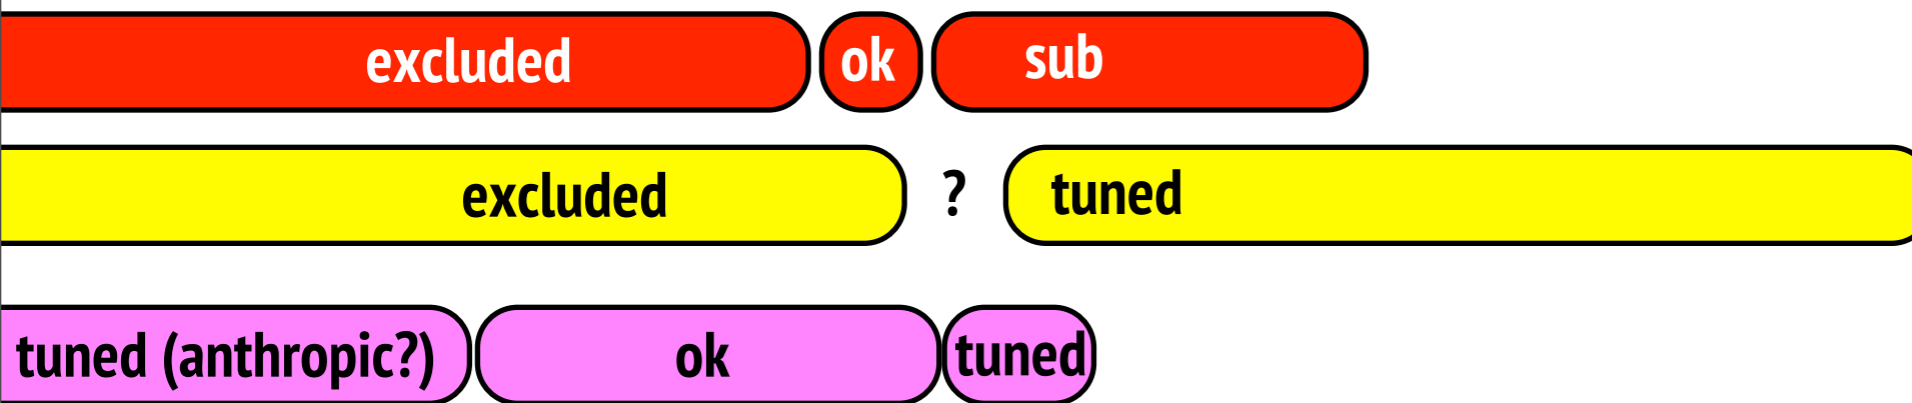 excluded ok sub
excluded ? tuned
tuned (anthropic?) ok tuned